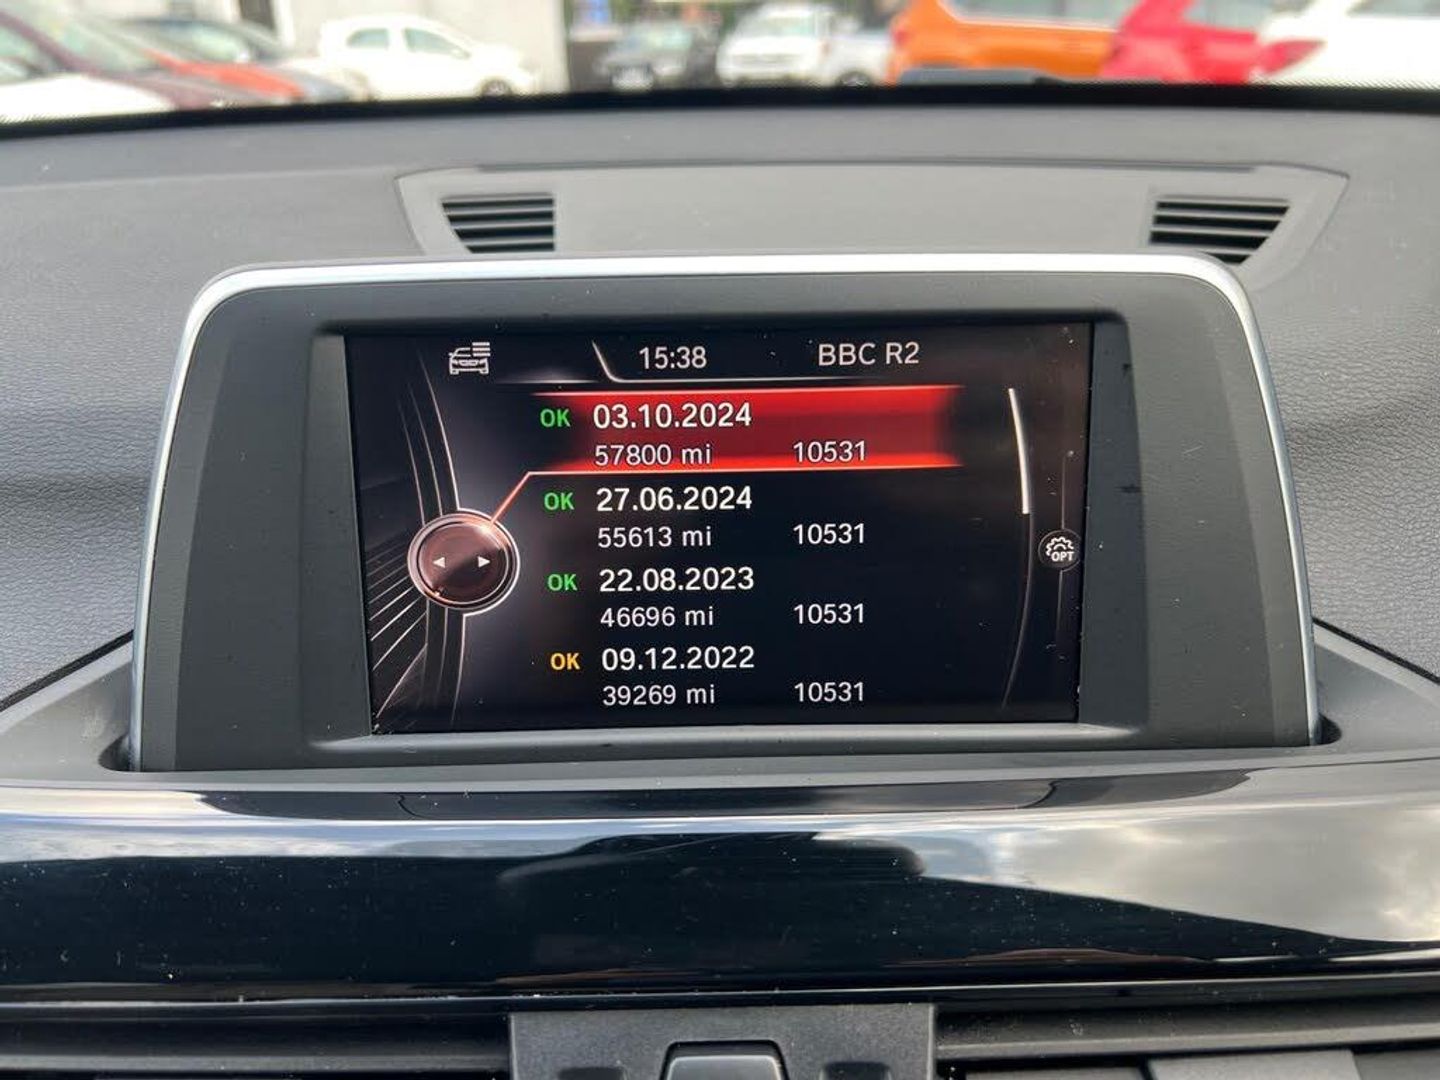 15:38 BBC R2
OK 03.10.2024
57800 mi 10531
OK 27.06.2024
55613 mi 10531
OPT
OK 22.08.2023
46696 mi 10531
OK 09.12.2022
39269 mi 10531